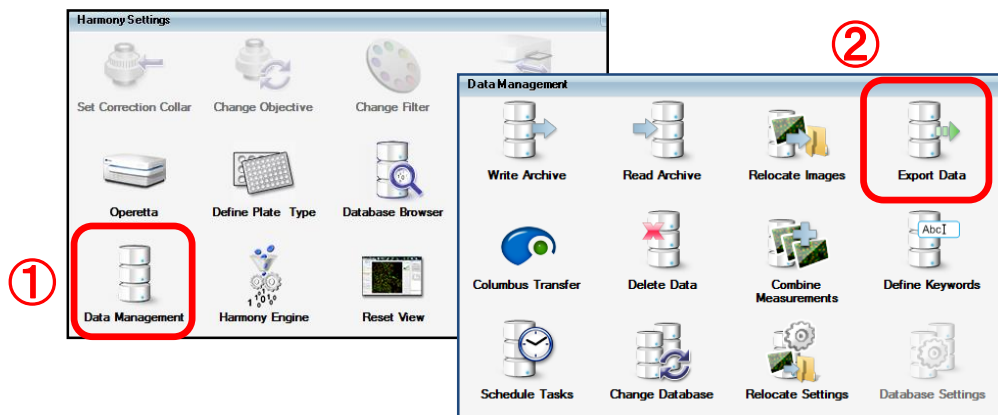 Harmony Settings
Set Correction Collar
Change Objective
Change Filter
Operetta
Define Plate Type
Database Browser
①
Data Management
Harmony Engine
Reset View
②
Data Management
Write Archive
Read Archive
Relocate Images
Export Data
AbcI
Columbus Transfer
Delete Data
Combine
Measurements
Define Keywords
Schedule Tasks
Change Database
Relocate Settings
Database Settings